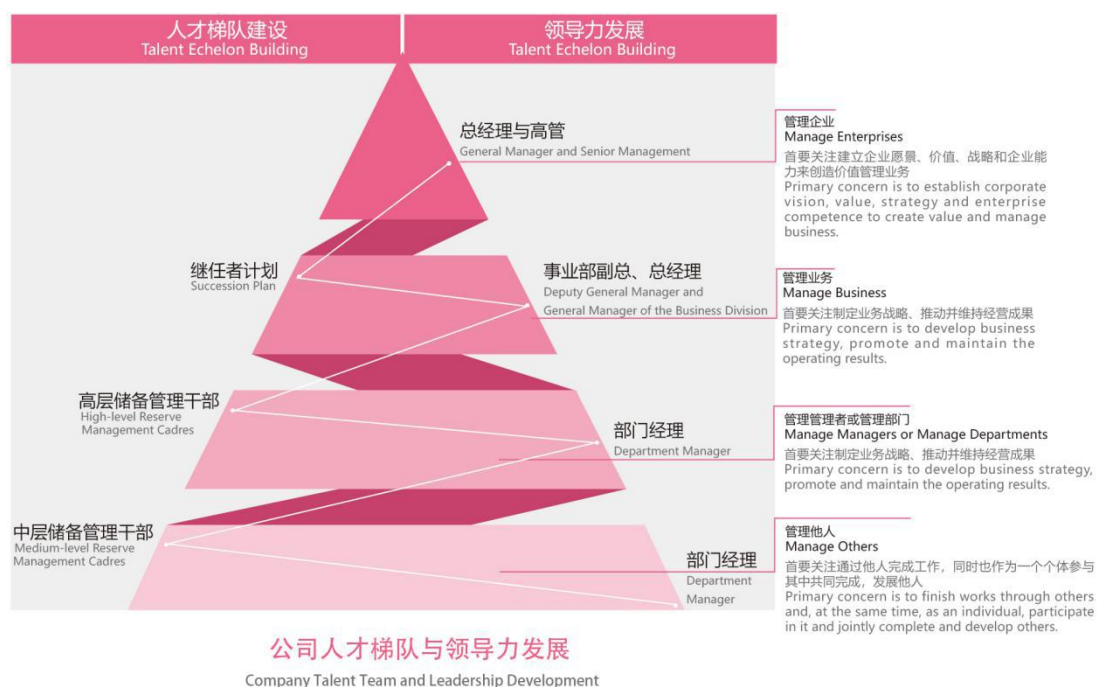 人才梯队建设
Talent Echelon Building
领导力发展
Talent Echelon Building
总经理与高管
General Manager and Senior Management
管理企业
Manage Enterprises
首要关注建立企业愿景、价值、战略和企业能
力来创造价值管理业务
Primary concern is to establish corporate
vision, value, strategy and enterprise
competence to create value and manage
business.
继任者计划
Succession Plan
事业部副总、总经理
Deputy General Manager and
General Manager of the Business Division
管理业务
Manage Business
首要关注制定业务战略、推动并维持经营成果
Primary concern is to develop business
strategy, promote and maintain the
operating results.
高层储备管理干部
High-level Reserve
Management Cadres
部门经理
Department Manager
管理管理者或管理部门
Manage Managers or Manage Departments
首要关注制定业务战略、推动并维持经营成果
Primary concern is to develop business strategy,
promote and maintain the operating results.
中层储备管理干部
Medium-level Reserve
Management Cadres
部门经理
Department
Manager
管理他人
Manage Others
首要关注通过他人完成工作，同时也作为一个个体参与
其中共同完成，发展他人
Primary concern is to finish works through others
and, at the same time, as an individual, participate
in it and jointly complete and develop others.
公司人才梯队与领导力发展
Company Talent Team and Leadership Development